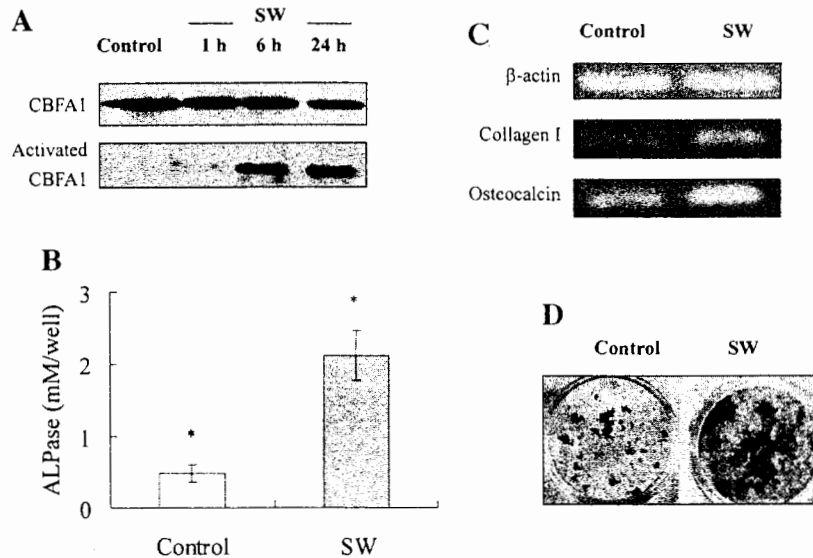 A
SW
Control 1 h 6 h 24 h
CBFA1
Activated
CBFA1
B
ALPase (mM/well)
3
2
1
0
*
*
Control SW
C
Control SW
β-actin
Collagen I
Osteocalcin
D
Control SW